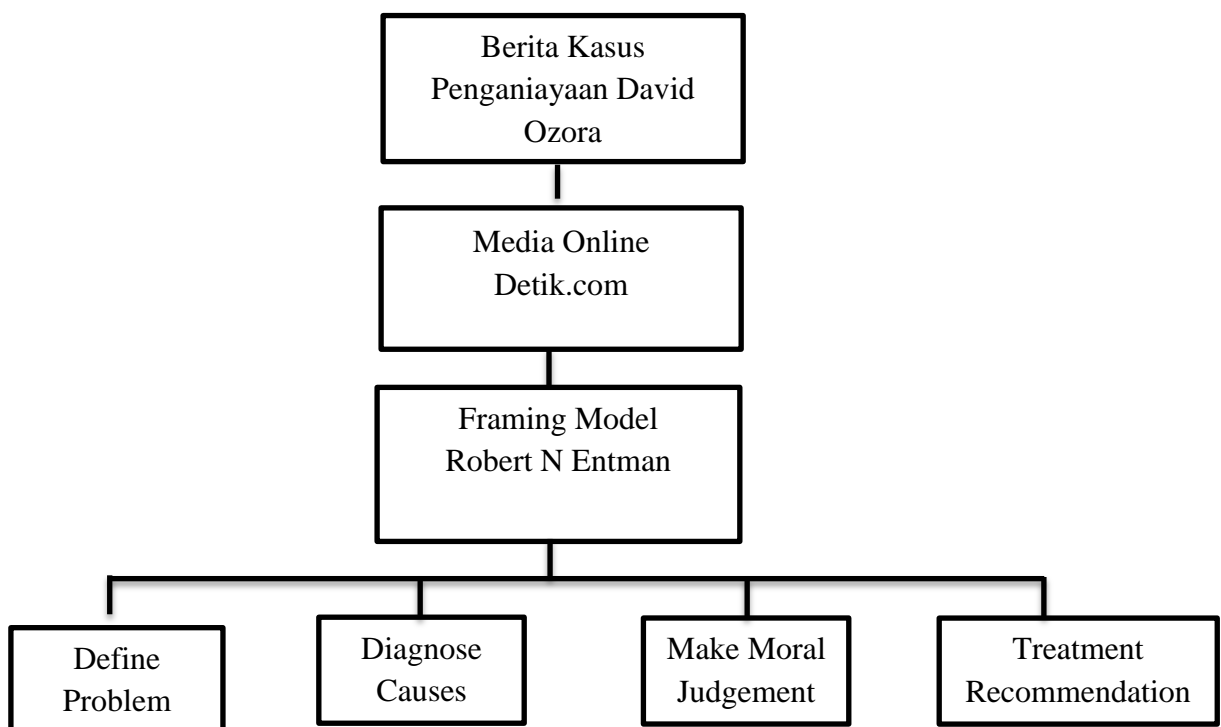 Berita Kasus
Penganiayaan David
Ozora
Media Online
Detik.com
Framing Model
Robert N Entman
Define
Problem
Diagnose
Causes
Make Moral
Judgement
Treatment
Recommendation